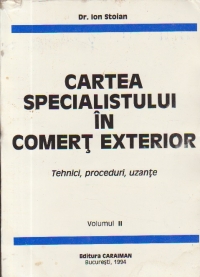 Dr. Ion Stoian
CARTEA
SPECIALISTULUI
ÎN
COMERŢ EXTERIOR
Tehnici, proceduri, uzanţe
Volumul II
Editura CARAIMAN
Bucureşti, 1994